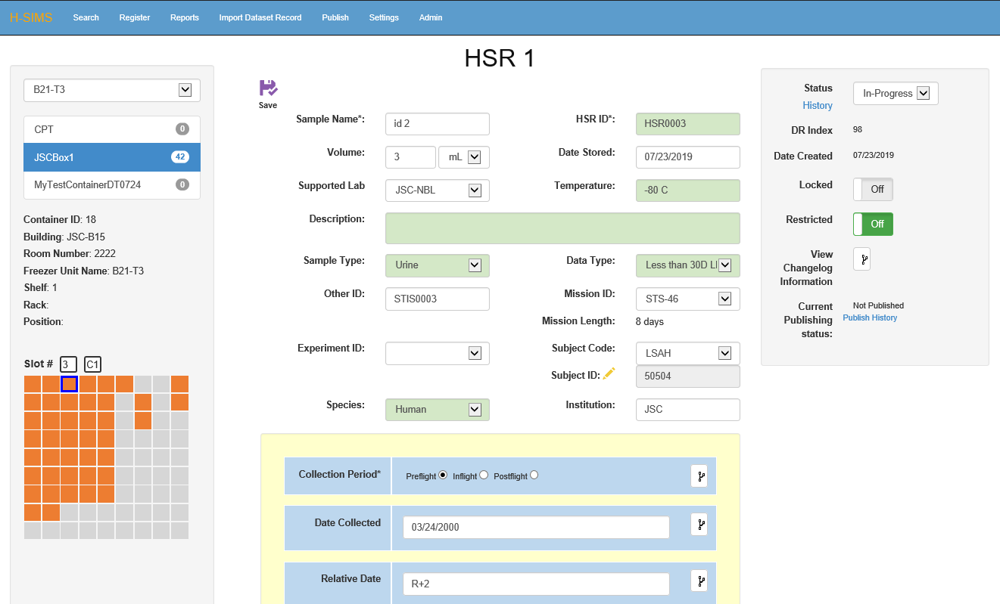 H-SIMS Search Register Reports Import Dataset Record Publish Settings Admin
HSR 1
B21-T3
CPT 0
JSCBox1 42
MyTestContainerDT0724 0
Container ID: 18
Building: JSC-B15
Room Number: 2222
Freezer Unit Name: B21-T3
Shelf: 1
Rack:
Position:
Slot # 3 C1
Save
Sample Name*: id 2 HSR ID*: HSR0003
Volume: 3 mL Date Stored: 07/23/2019
Supported Lab JSC-NBL Temperature: -80 C
Description:
Sample Type: Urine Data Type: Less than 30D
Other ID: STIS0003 Mission ID: STS-46
Mission Length: 8 days
Experiment ID: Subject Code: LSAH
Subject ID: 50504
Species: Human Institution: JSC
Collection Period* Preflight Inflight Postflight
Date Collected 03/24/2000
Relative Date R+2
Status In-Progress
History
DR Index 98
Date Created 07/23/2019
Locked Off
Restricted Off
View
Changelog
Information
Current Not Published
Publishing Publish History
status: